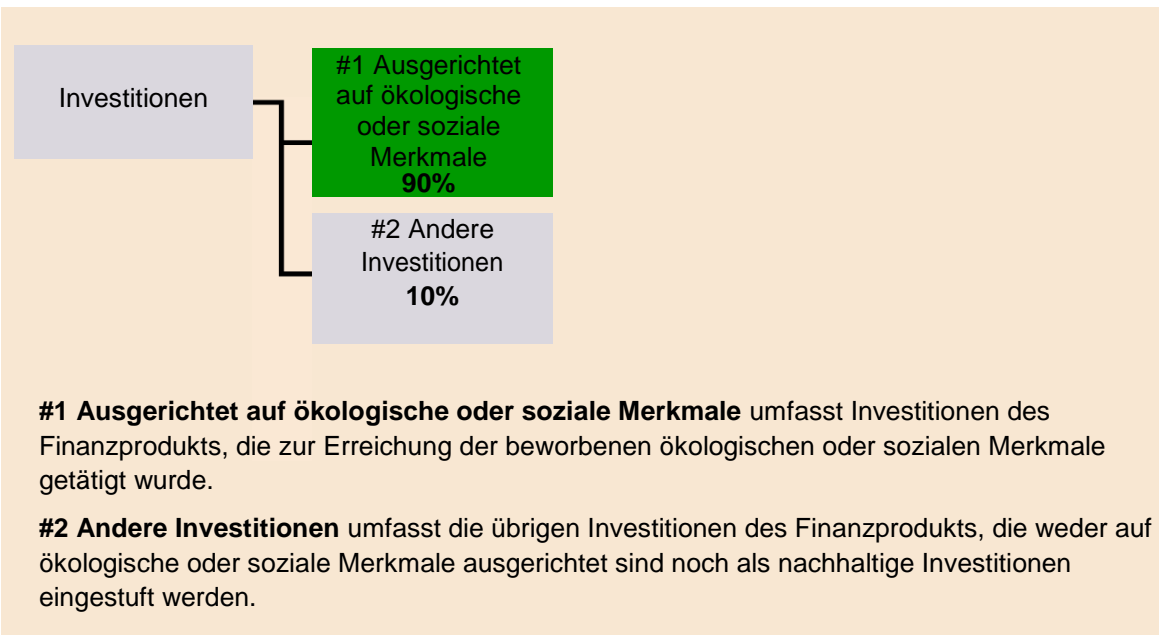 Investitionen
#1 Ausgerichtet
auf ökologische
oder soziale
Merkmale
90%
#2 Andere
Investitionen
10%
#1 Ausgerichtet auf ökologische oder soziale Merkmale umfasst Investitionen des
Finanzprodukts, die zur Erreichung der beworbenen ökologischen oder sozialen Merkmale
getätigt wurde.
#2 Andere Investitionen umfasst die übrigen Investitionen des Finanzprodukts, die weder auf
ökologische oder soziale Merkmale ausgerichtet sind noch als nachhaltige Investitionen
eingestuft werden.